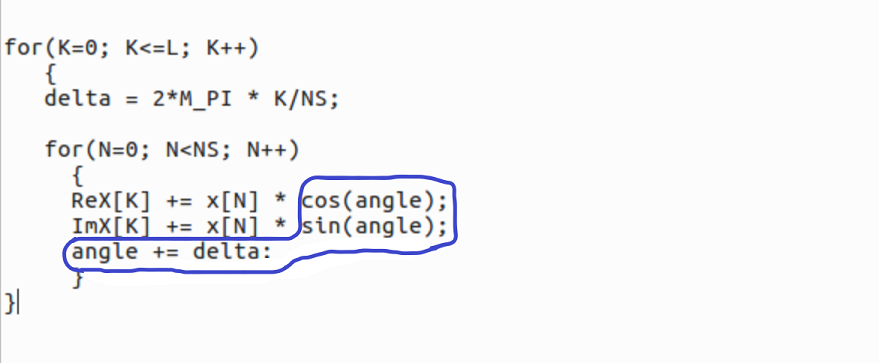 for(K=0; K<=L; K++)
{
delta = 2*M_PI * K/NS;
for(N=0; N<NS; N++)
{
ReX[K] += x[N] * cos(angle);
ImX[K] += x[N] * sin(angle);
angle += delta:
}
}